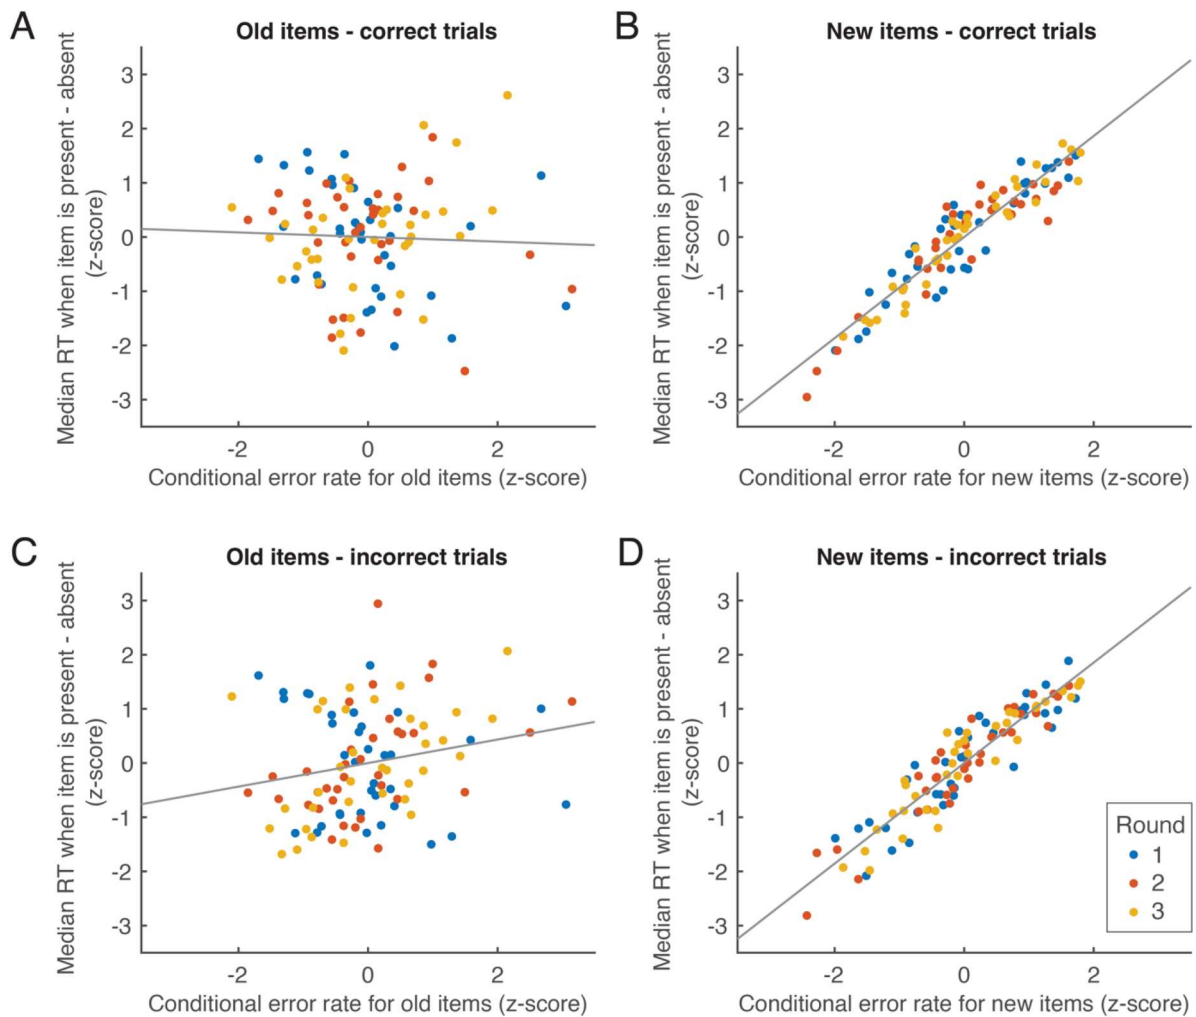 A
Old items - correct trials
Median RT when item is present - absent
(z-score)
3
2
1
0
-1
-2
-3
-2
0
2
Conditional error rate for old items (z-score)
B
New items - correct trials
Median RT when item is present - absent
(z-score)
3
2
1
0
-1
-2
-3
-2
0
2
Conditional error rate for new items (z-score)
C
Old items - incorrect trials
Median RT when item is present - absent
(z-score)
3
2
1
0
-1
-2
-3
-2
0
2
Conditional error rate for old items (z-score)
D
New items - incorrect trials
Median RT when item is present - absent
(z-score)
3
2
1
0
-1
-2
-3
-2
0
2
Conditional error rate for new items (z-score)
Round
1
2
3